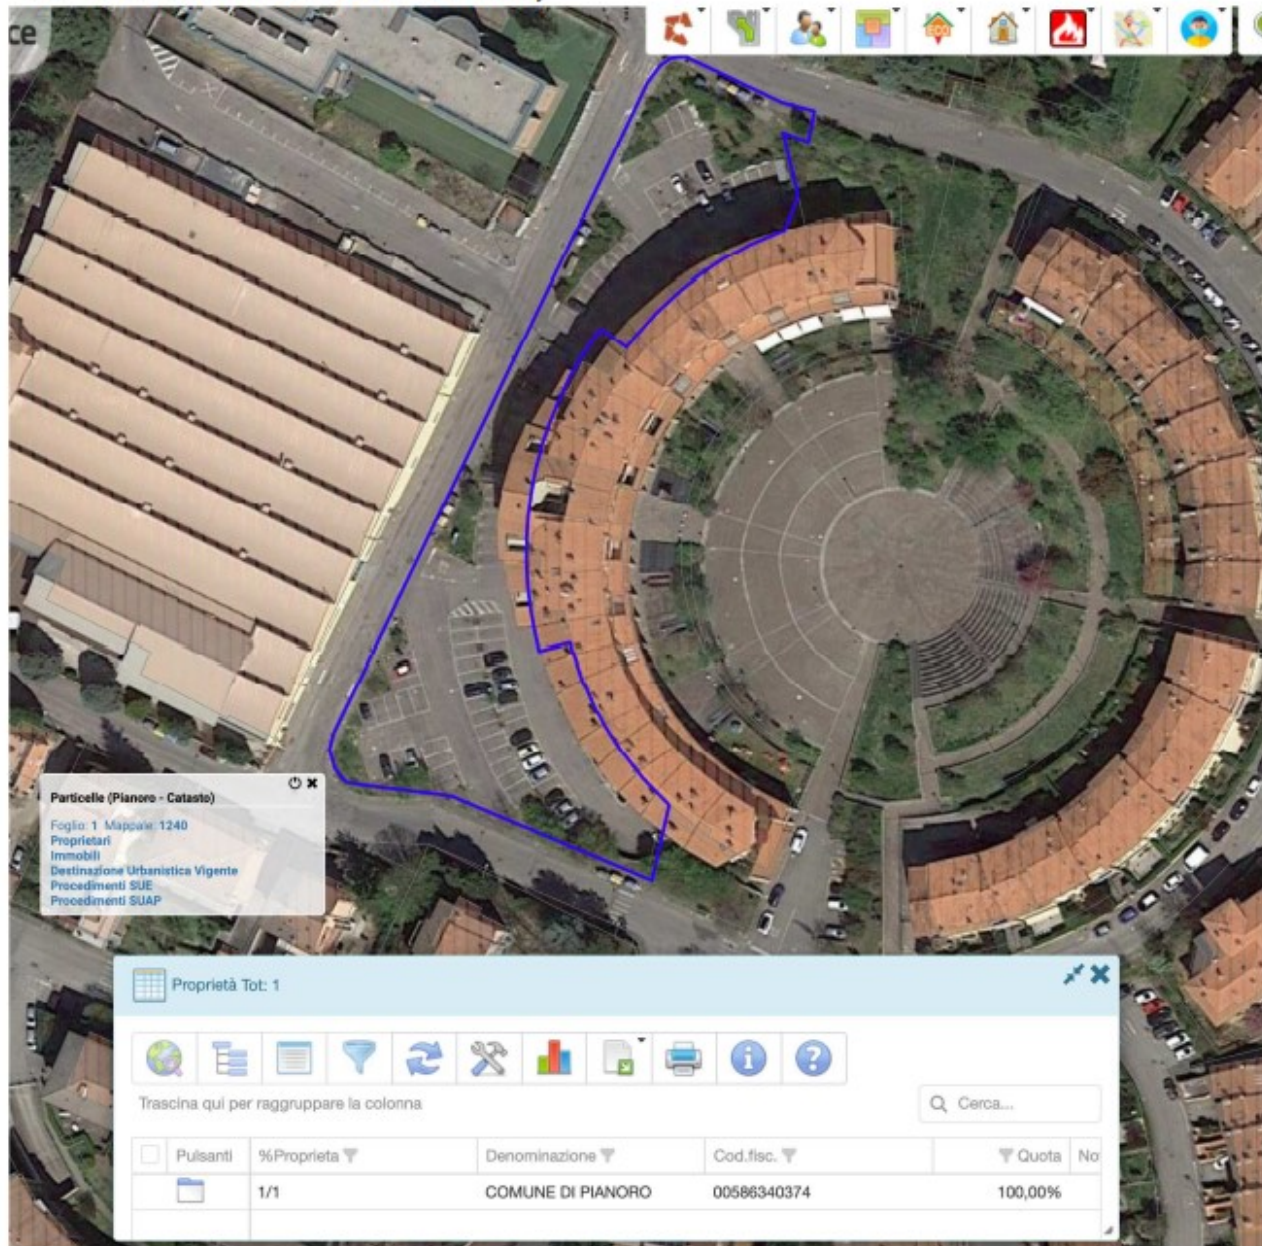 ce
ECO
Particelle (Pianoro - Catasto)
Foglio: 1 Mappale: 1240
Proprietari
Immobili
Destinazione Urbanistica Vigente
Procedimenti SUE
Procedimenti SUAP
Proprietà Tot: 1
Trascina qui per raggruppare la colonna
Cerca...
Pulsanti %Proprieta Denominazione Cod.fisc. Quota No
1/1 COMUNE DI PIANORO 00586340374 100,00%